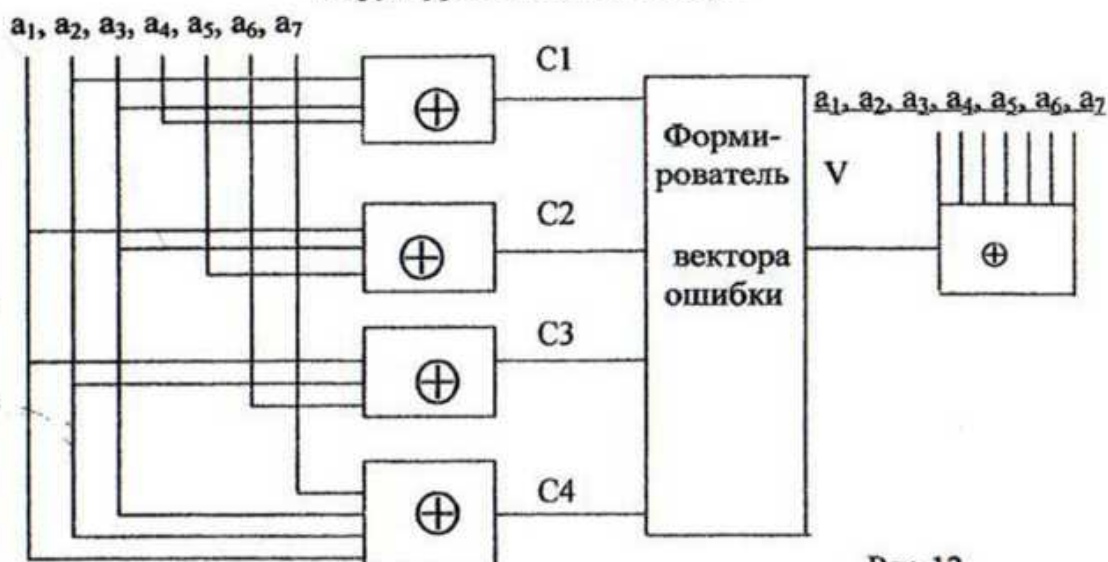 a1, a2, a3, a4, a5, a6, a7
C1
a1, a2, a3, a4, a5, a6, a7
Форми-
рователь
V
C2
вектора
ошибки
C3
C4